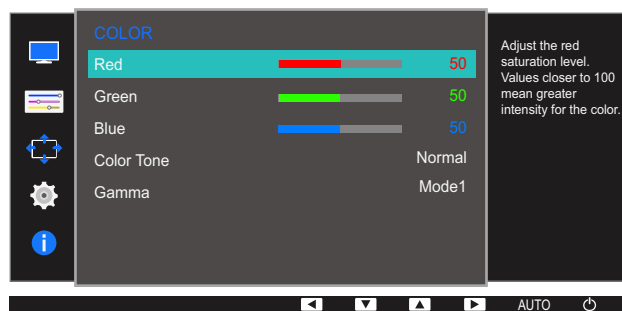 COLOR
Red 50
Green 50
Blue 50
Color Tone Normal
Gamma Mode1
Adjust the red
saturation level.
Values closer to 100
mean greater
intensity for the color.
AUTO